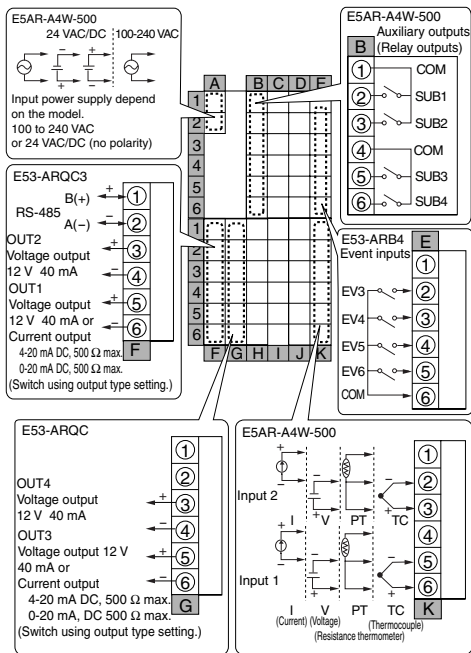 E5AR-A4W-500
24 VAC/DC
100-240 VAC
− + + −
Input power supply depend
on the model.
100 to 240 VAC
or 24 VAC/DC (no polarity)
E5AR-A4W-500
Auxiliary outputs
(Relay outputs)
B
1 COM
2 SUB1
3 SUB2
4 COM
5 SUB3
6 SUB4
A B C D E
1
2
3
4
5
6
1
2
3
4
5
6
F G H I J K
E53-ARQC3
B(+) 1
RS-485
A(−) 2
OUT2
Voltage output
12 V 40 mA
+ 3
− 4
OUT1
Voltage output
12 V 40 mA or
Current output
+ 5
− 6
4-20 mA DC, 500 Ω max.
0-20 mA DC, 500 Ω max.
F
(Switch using output type setting.)
E53-ARB4
Event inputs
E
1
EV3 2
EV4 3
EV5 4
EV6 5
COM 6
E53-ARQC
1
2
OUT4
Voltage output
12 V 40 mA
+ 3
− 4
OUT3
Voltage output 12 V
40 mA or
Current output
+ 5
− 6
4-20 mA DC, 500 Ω max.
0-20 mA, DC 500 Ω max.
G
(Switch using output type setting.)
E5AR-A4W-500
1
2
3
4
5
6
K
Input 2
+ − − + − +
I V PT TC
Input 1
+ − − + − +
I V PT TC
(Current) (Voltage) (Thermocouple)
(Resistance thermometer)